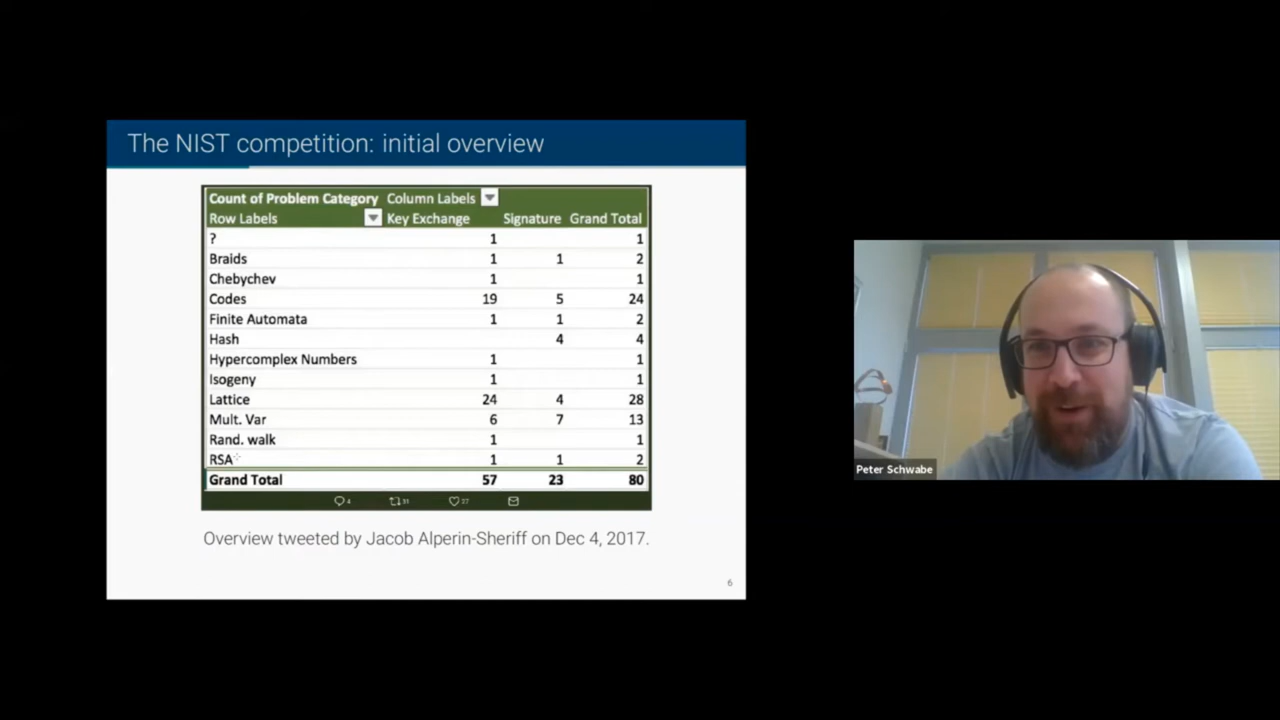 The NIST competition: initial overview
Count of Problem Category Column Labels
Row Labels Key Exchange Signature Grand Total
? 1 1
Braids 1 1 2
Chebychev 1 1
Codes 19 5 24
Finite Automata 1 1 2
Hash 4 4
Hypercomplex Numbers 1 1
Isogeny 1 1
Lattice 24 4 28
Mult. Var 6 7 13
Rand. walk 1 1
RSA 1 1 2
Grand Total 57 23 80
4 31 27
Overview tweeted by Jacob Alperin-Sheriff on Dec 4, 2017.
6
Peter Schwabe